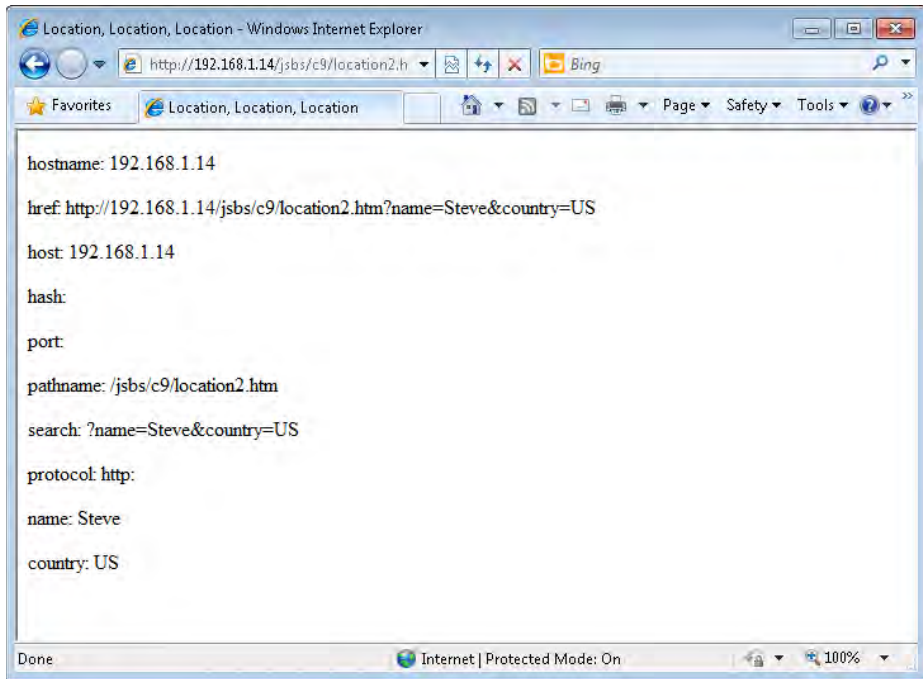 Location, Location, Location - Windows Internet Explorer
http://192.168.1.14/jsbs/c9/location2.h
Bing
Favorites
Location, Location, Location
Page
Safety
Tools
hostname: 192.168.1.14
href: http://192.168.1.14/jsbs/c9/location2.htm?name=Steve&country=US
host: 192.168.1.14
hash:
port:
pathname: /jsbs/c9/location2.htm
search: ?name=Steve&country=US
protocol: http:
name: Steve
country: US
Done
Internet | Protected Mode: On
100%